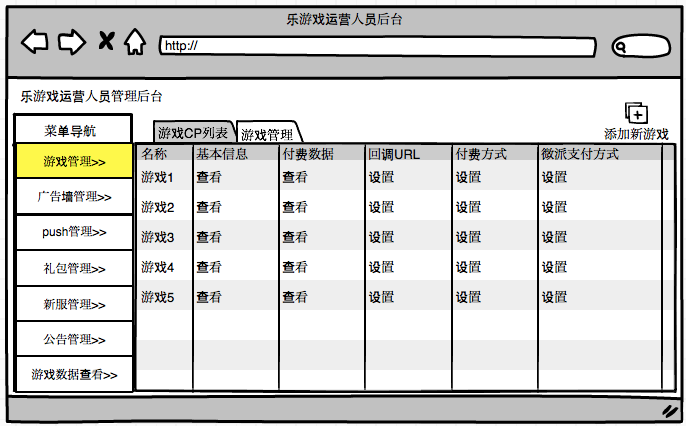 乐游戏运营人员后台
http://
乐游戏运营人员管理后台
添加新游戏
菜单导航
游戏管理>>
广告墙管理>>
push管理>>
礼包管理>>
新服管理>>
公告管理>>
游戏数据查看>>
游戏CP列表 游戏管理
名称 基本信息 付费数据 回调URL 付费方式 微派支付方式
游戏1 查看 查看 设置 设置 设置
游戏2 查看 查看 设置 设置 设置
游戏3 查看 查看 设置 设置 设置
游戏4 查看 查看 设置 设置 设置
游戏5 查看 查看 设置 设置 设置